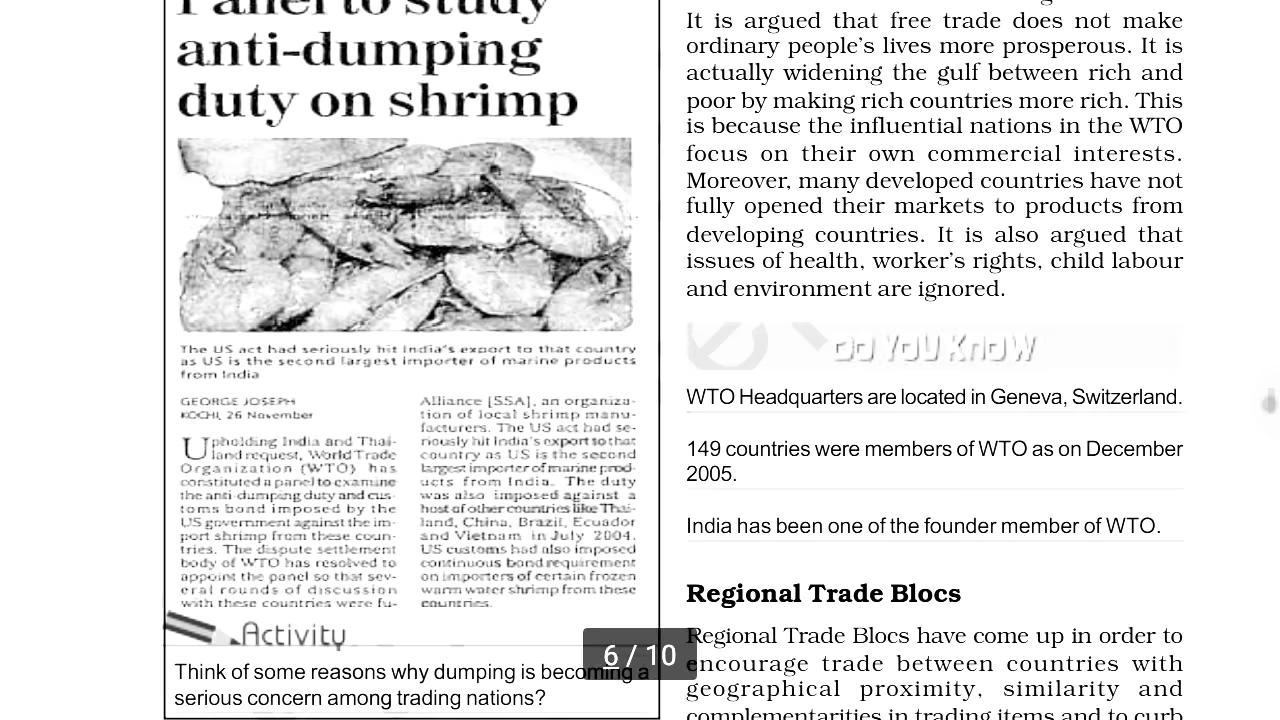 Panel to study
anti-dumping
duty on shrimp
The US act had seriously hit India's export to that country
as US is the second largest importer of marine products
from India
GEORGE JOSEPH
KOCHI, 26 November
Upholding India and Thai-
land request, World Trade
Organization (WTO) has
constituted a panel to examine
the anti-dumping duty and cus-
toms bond imposed by the
US government against the im-
port shrimp from these coun-
tries. The dispute settlement
body of WTO has resolved to
appoint the panel so that sev-
eral rounds of discussion
with these countries were fu-
Alliance [SSA], an organiza-
tion of local shrimp manu-
facturers. The US act had se-
riously hit India's export to that
country as US is the second
largest importer of marine prod-
ucts from India. The duty
was also imposed against a
host of other countries like Thai-
land, China, Brazil, Ecuador
and Vietnam in July 2004.
US customs had also imposed
continuous bond requirement
on importers of certain frozen
warm water shrimp from these
countries.
Activity
Think of some reasons why dumping is becoming a
serious concern among trading nations?
It is argued that free trade does not make
ordinary people's lives more prosperous. It is
actually widening the gulf between rich and
poor by making rich countries more rich. This
is because the influential nations in the WTO
focus on their own commercial interests.
Moreover, many developed countries have not
fully opened their markets to products from
developing countries. It is also argued that
issues of health, worker's rights, child labour
and environment are ignored.
DO YOU KNOW
WTO Headquarters are located in Geneva, Switzerland.
149 countries were members of WTO as on December
2005.
India has been one of the founder member of WTO.
Regional Trade Blocs
Regional Trade Blocs have come up in order to
encourage trade between countries with
geographical proximity, similarity and
complementarities in trading items and to curb
6 / 10